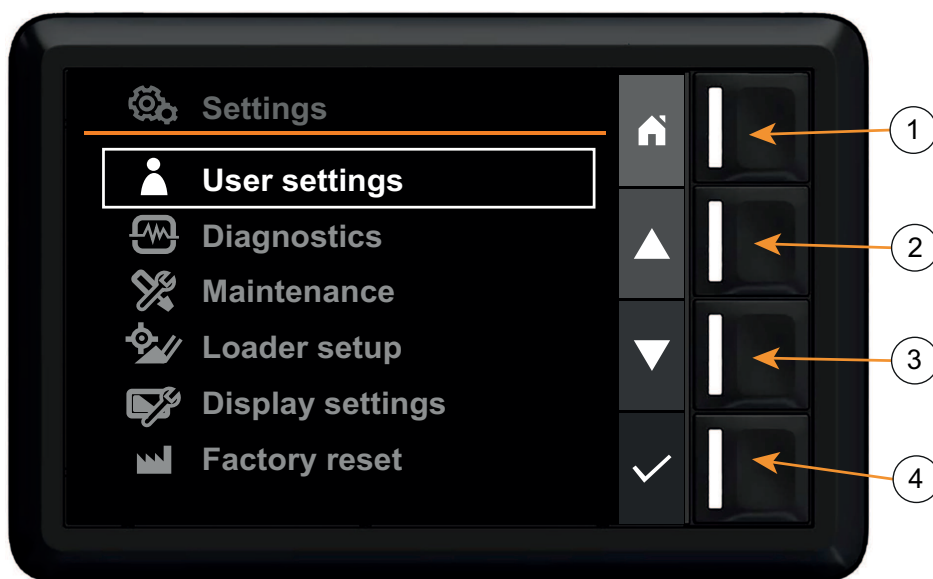 Settings
1
User settings
2
Diagnostics
Maintenance
Loader setup
3
Display settings
Factory reset
4